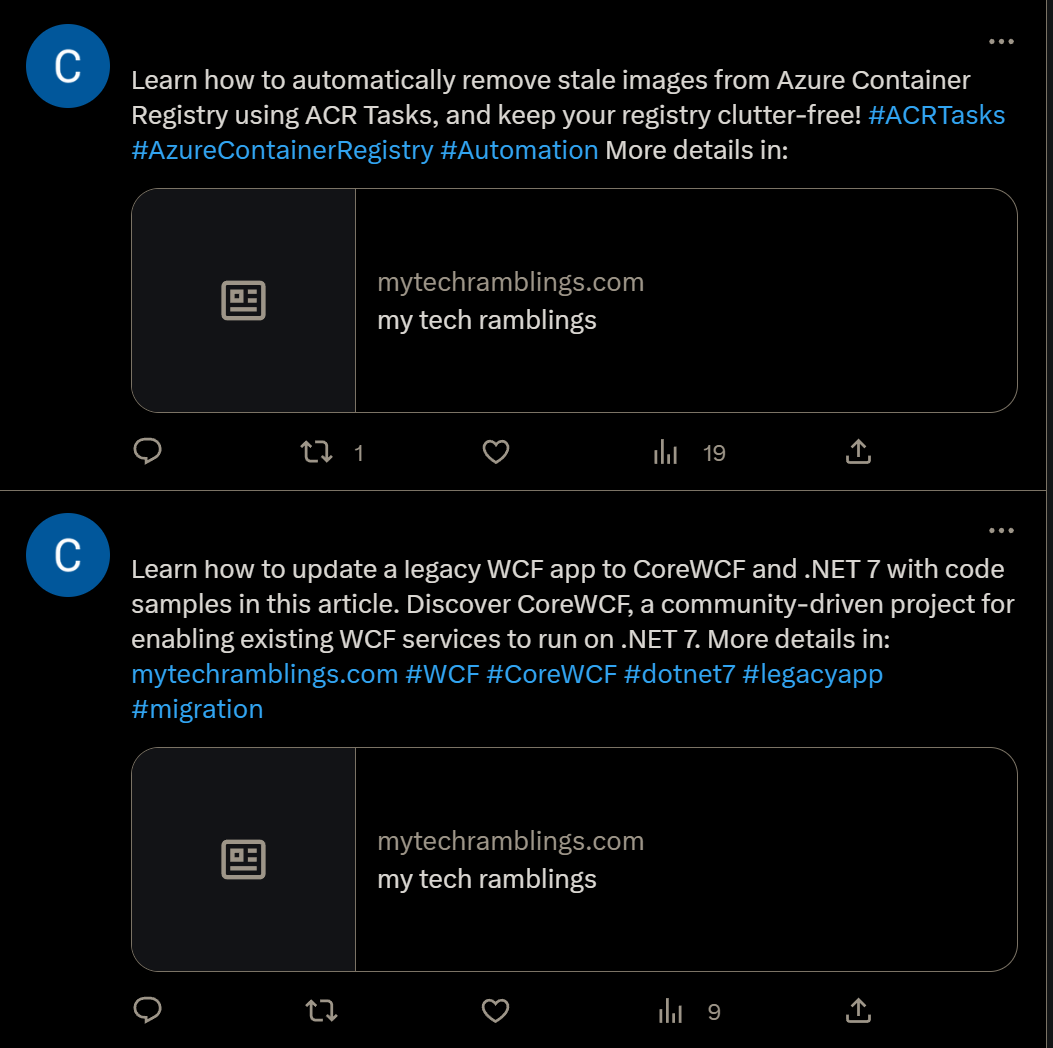 C
Learn how to automatically remove stale images from Azure Container
Registry using ACR Tasks, and keep your registry clutter-free! #ACRTasks
#AzureContainerRegistry #Automation More details in:
mytechramblings.com
my tech ramblings
1
19
C
Learn how to update a legacy WCF app to CoreWCF and .NET 7 with code
samples in this article. Discover CoreWCF, a community-driven project for
enabling existing WCF services to run on .NET 7. More details in:
mytechramblings.com #WCF #CoreWCF #dotnet7 #legacyapp
#migration
mytechramblings.com
my tech ramblings
9